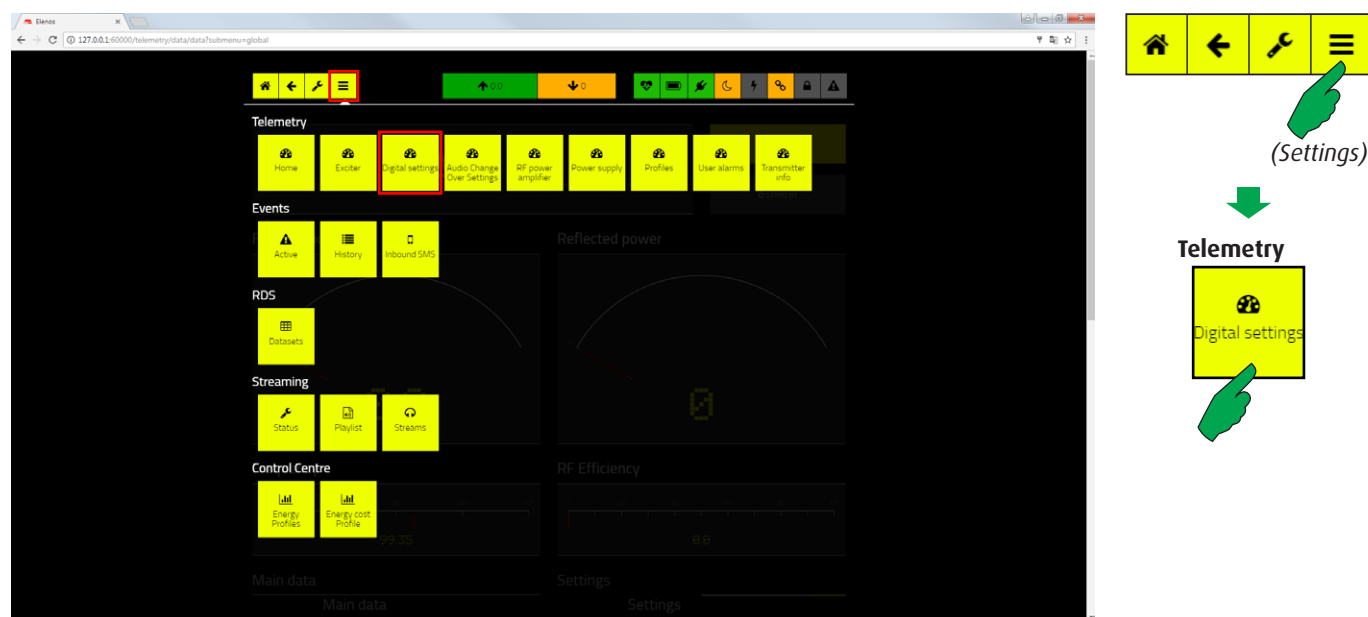 Elenos
127.0.0.1:60000/telemetry/data/data?submenu=global
0.0
0
Telemetry
Home
Exciter
Digital settings
Audio Change
Over Settings
RF power
amplifier
Power supply
Profiles
User alarms
Transmitter
info
Events
Active
History
Inbound SMS
Reflected power
RDS
Datasets
Streaming
Status
Playlist
Streams
0
Control Centre
RF Efficiency
Energy
Profiles
Energy cost
Profile
99.35
0.0
Main data
Settings
Main data
Settings
(Settings)
Telemetry
Digital settings